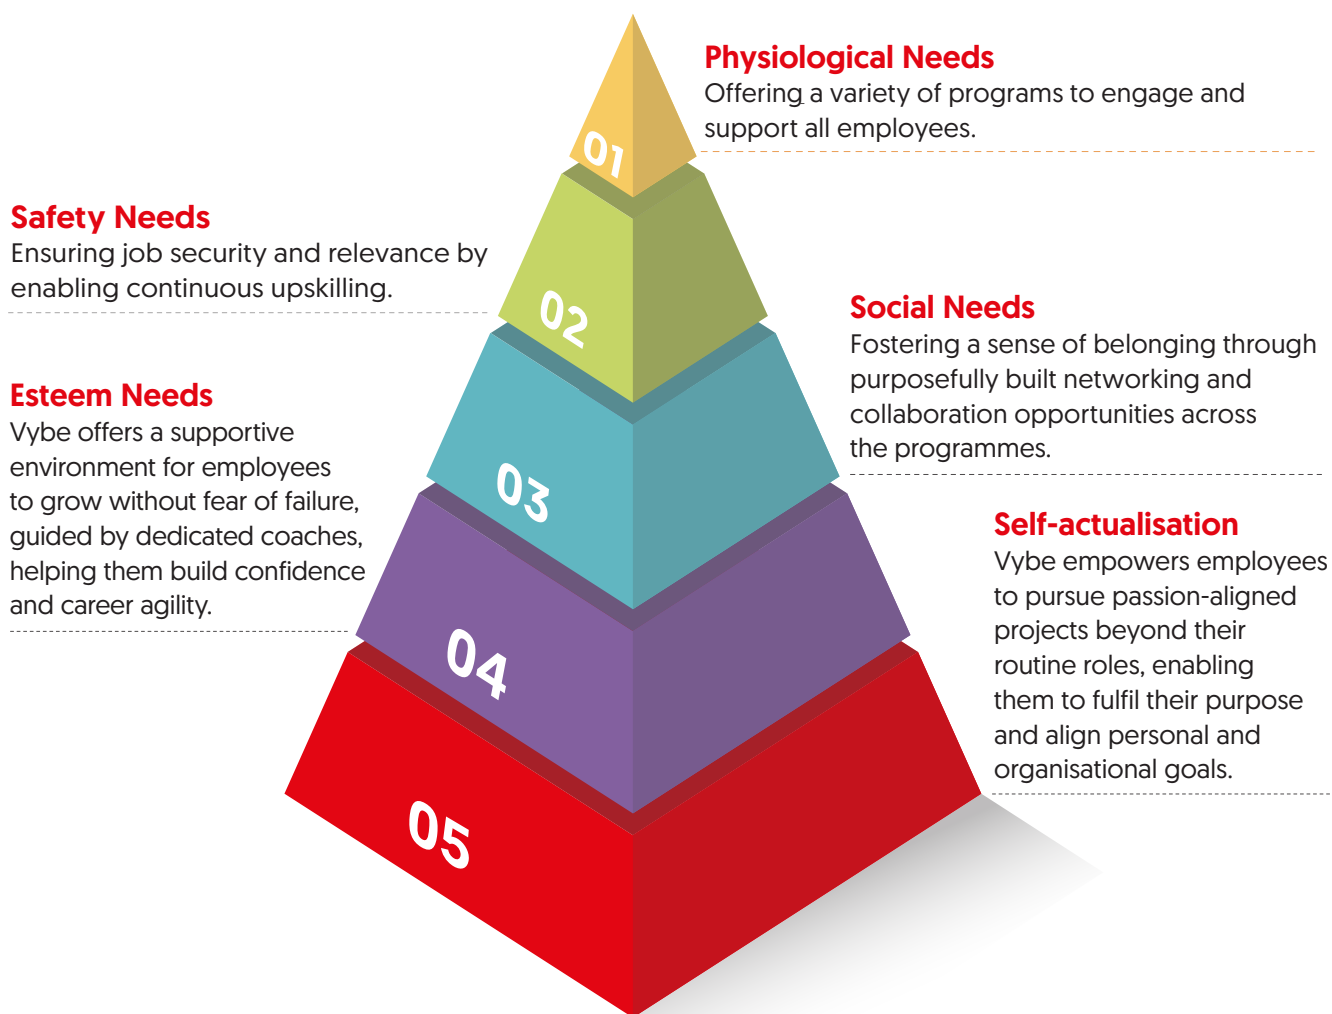 Physiological Needs
Offering a variety of programs to engage and
support all employees.
01
Safety Needs
Ensuring job security and relevance by
enabling continuous upskilling.
02
Social Needs
Fostering a sense of belonging through
purposefully built networking and
collaboration opportunities across
the programmes.
03
Esteem Needs
Vybe offers a supportive
environment for employees
to grow without fear of failure,
guided by dedicated coaches,
helping them build confidence
and career agility.
04
Self-actualisation
Vybe empowers employees
to pursue passion-aligned
projects beyond their
routine roles, enabling
them to fulfil their purpose
and align personal and
organisational goals.
05